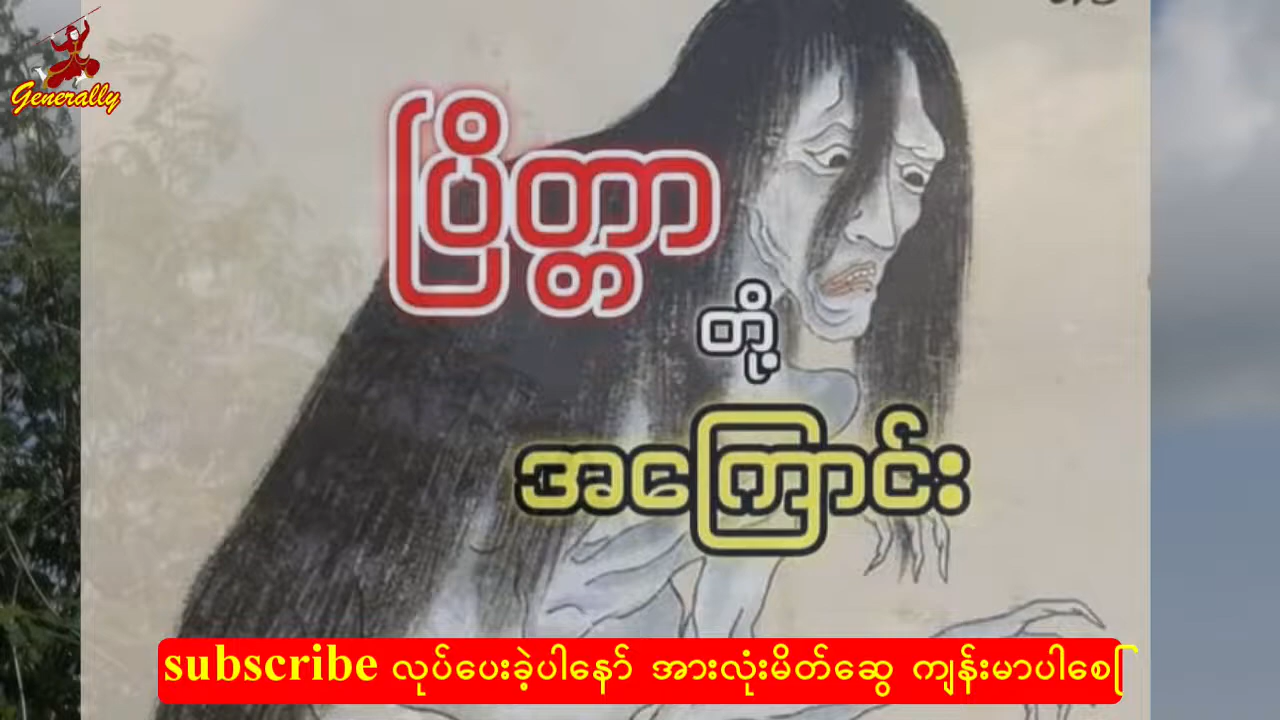 Generally
ပြိတ္တာ
တို့
အကြောင်း
subscribe လုပ်ပေးခဲ့ပါနော် အားလုံးမိတ်ဆွေ ကျန်းမာပါစေ